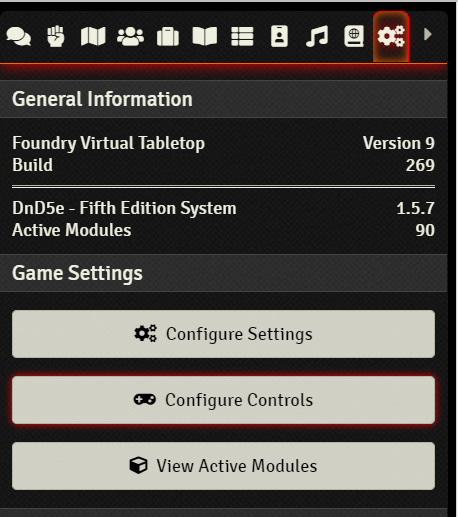 General Information
Foundry Virtual Tabletop Version 9
Build 269
DnD5e - Fifth Edition System 1.5.7
Active Modules 90
Game Settings
Configure Settings
Configure Controls
View Active Modules